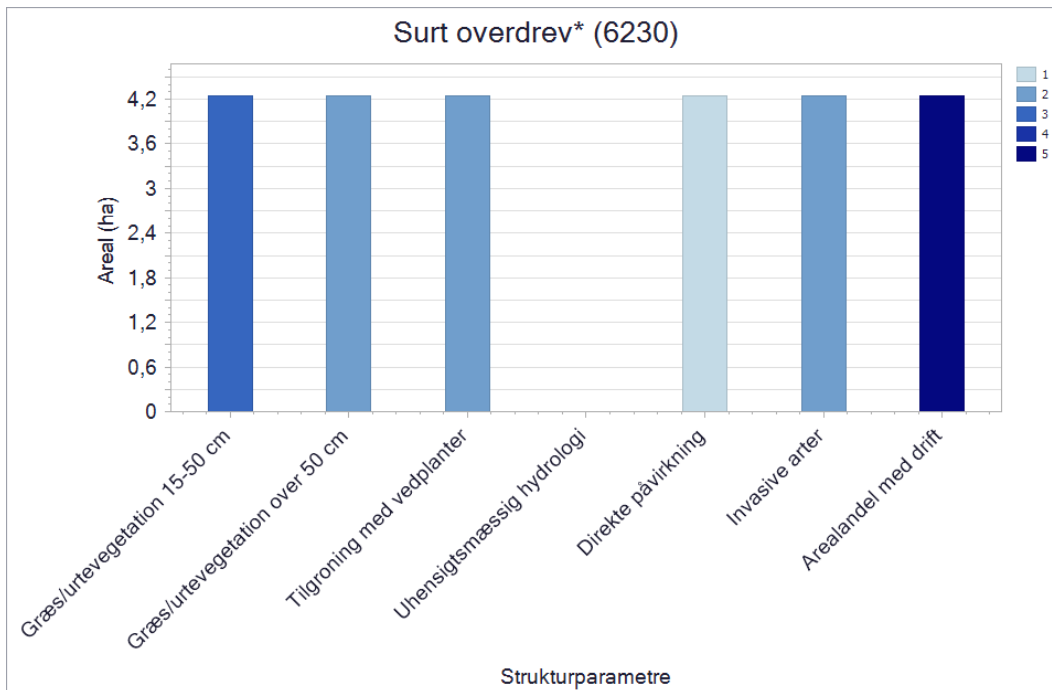 Surt overdrev* (6230)
1
2
3
4
5
4,2
3,6
3
2,4
1,8
1,2
0,6
0
Areal (ha)
Græs/urtevegetation 15-50 cm
Græs/urtevegetation over 50 cm
Tilgroning med vedplanter
Uhensigtsmæssig hydrologi
Direkte påvirkning
Invasive arter
Arealandel med drift
Strukturparametre